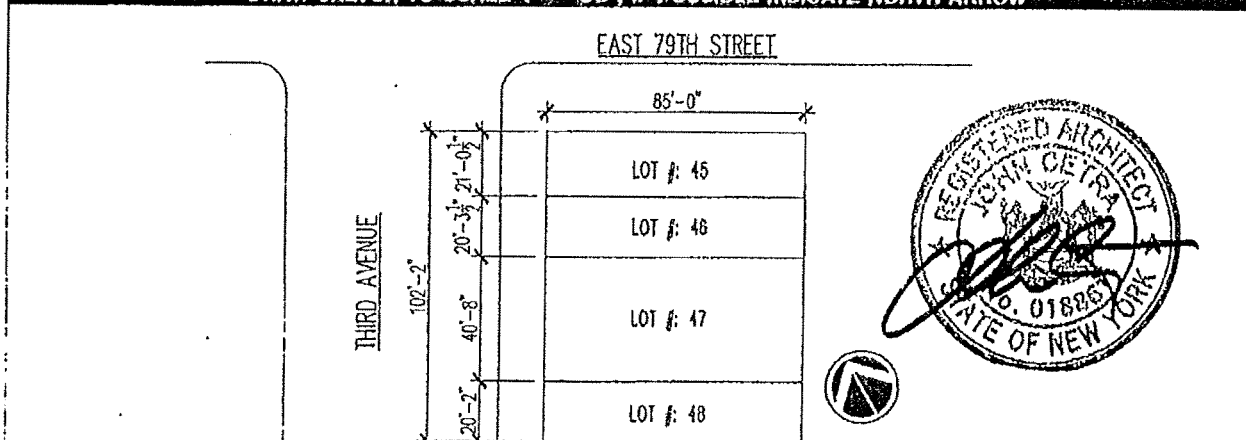 EAST 79TH STREET
85'-0"
21'-0½"
LOT #: 45
20'-3½"
LOT #: 46
THIRD AVENUE
102'-2"
40'-8"
LOT #: 47
20'-2"
LOT #: 48
REGISTERED ARCHITECT
JOHN CETRA
No. 01886
STATE OF NEW YORK